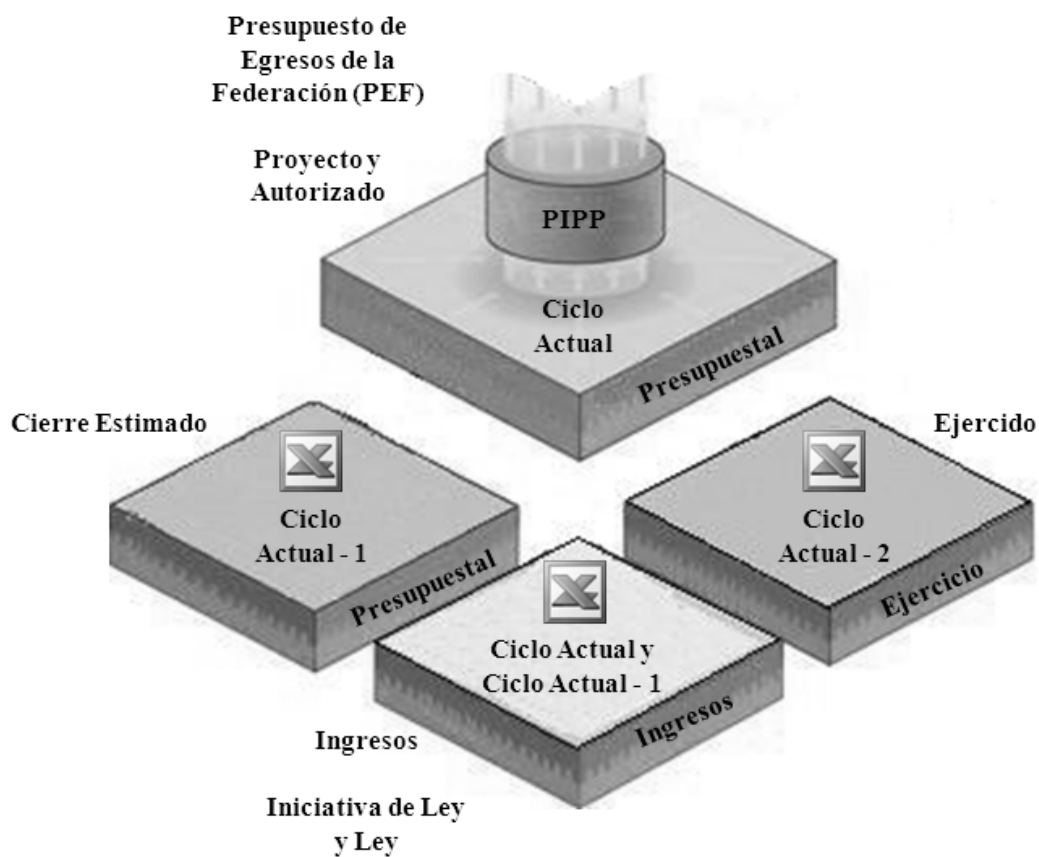 Presupuesto de
Egresos de la
Federación (PEF)
Proyecto y
Autorizado
PIPP
Ciclo
Actual
Presupuestal
Cierre Estimado
Ciclo
Actual - 1
Presupuestal
Ejercido
Ciclo
Actual - 2
Ejercicio
Ciclo Actual y
Ciclo Actual - 1
Ingresos
Ingresos
Iniciativa de Ley
y Ley